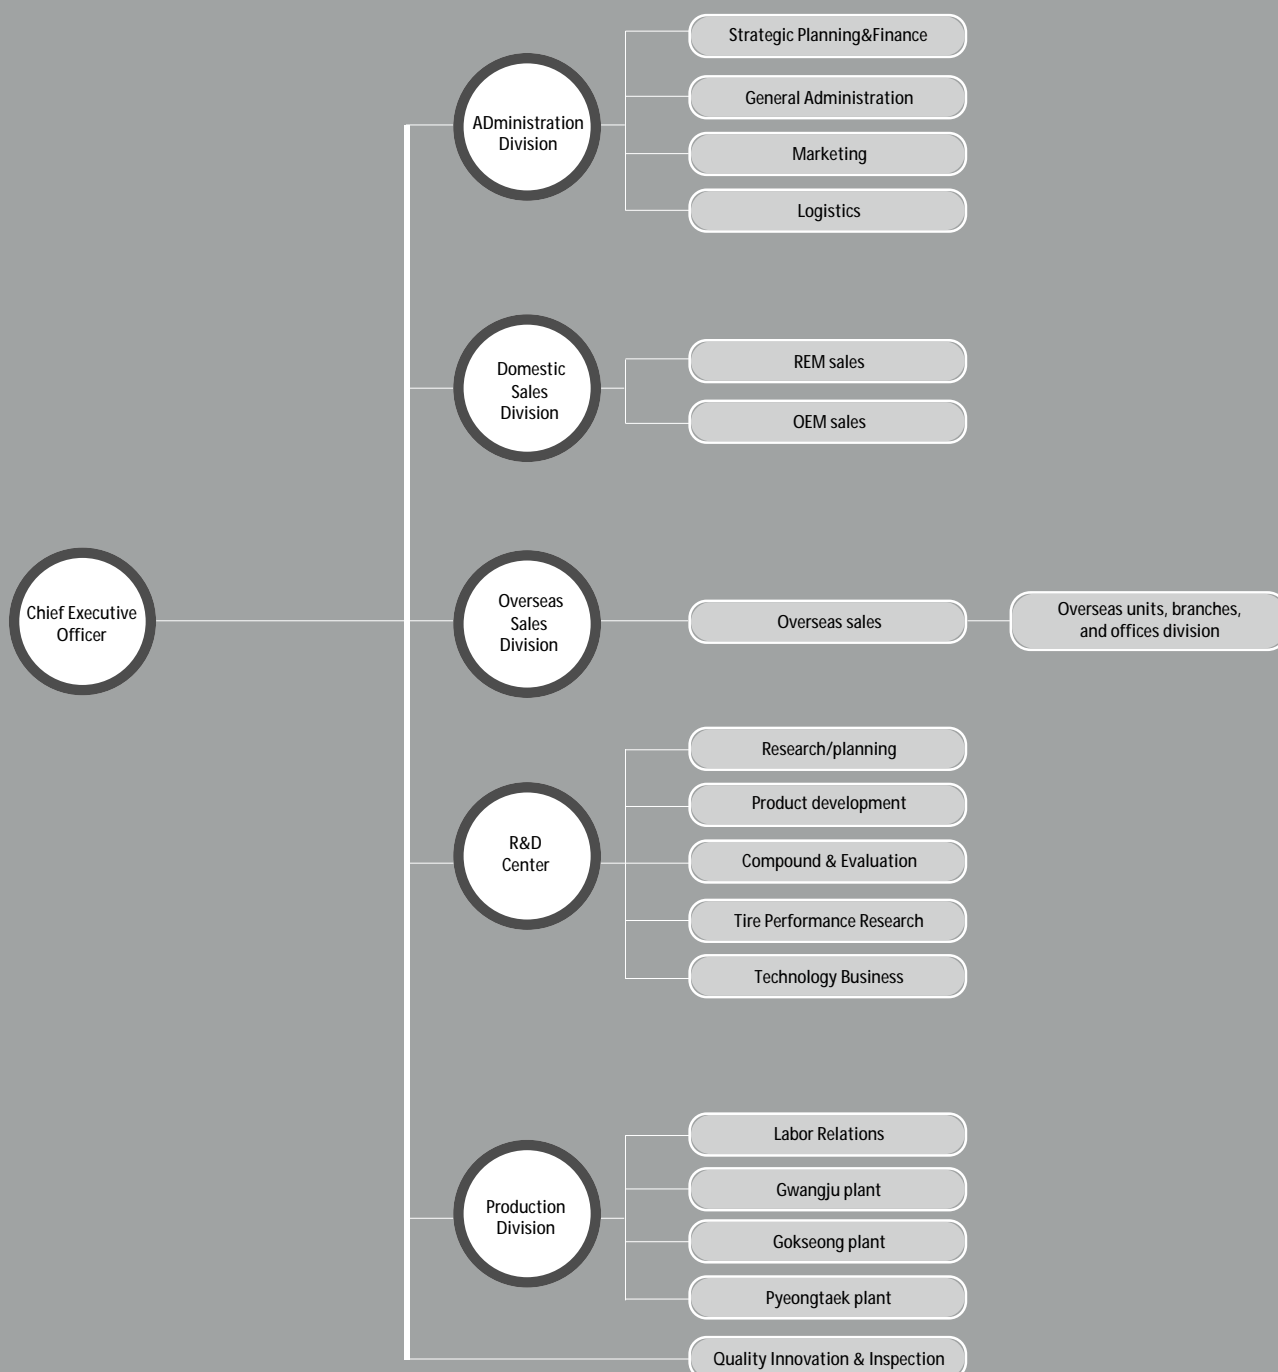 Chief Executive
Officer
ADministration
Division
Strategic Planning&Finance
General Administration
Marketing
Logistics
Domestic
Sales
Division
REM sales
OEM sales
Overseas
Sales
Division
Overseas sales
Overseas units, branches,
and offices division
R&D
Center
Research/planning
Product development
Compound & Evaluation
Tire Performance Research
Technology Business
Production
Division
Labor Relations
Gwangju plant
Gokseong plant
Pyeongtaek plant
Quality Innovation & Inspection